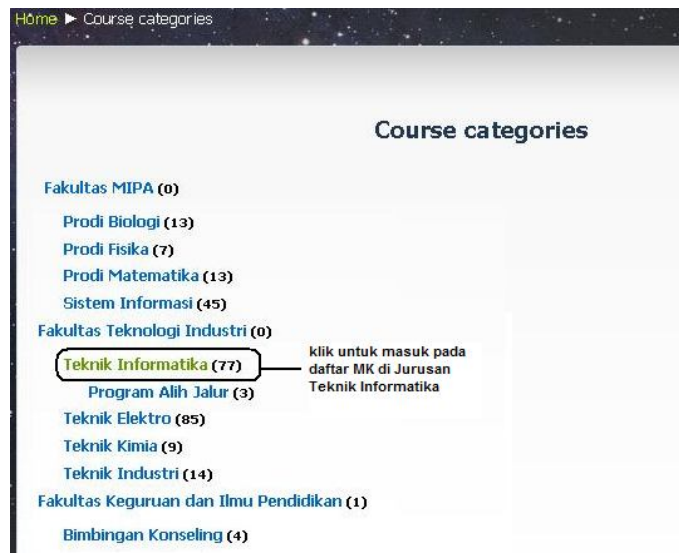 Home ► Course categories
Course categories
Fakultas MIPA (0)
Prodi Biologi (13)
Prodi Fisika (7)
Prodi Matematika (13)
Sistem Informasi (45)
Fakultas Teknologi Industri (0)
Teknik Informatika (77)
klik untuk masuk pada
daftar MK di Jurusan
Teknik Informatika
Program Alih Jalur (3)
Teknik Elektro (85)
Teknik Kimia (9)
Teknik Industri (14)
Fakultas Keguruan dan Ilmu Pendidikan (1)
Bimbingan Konseling (4)